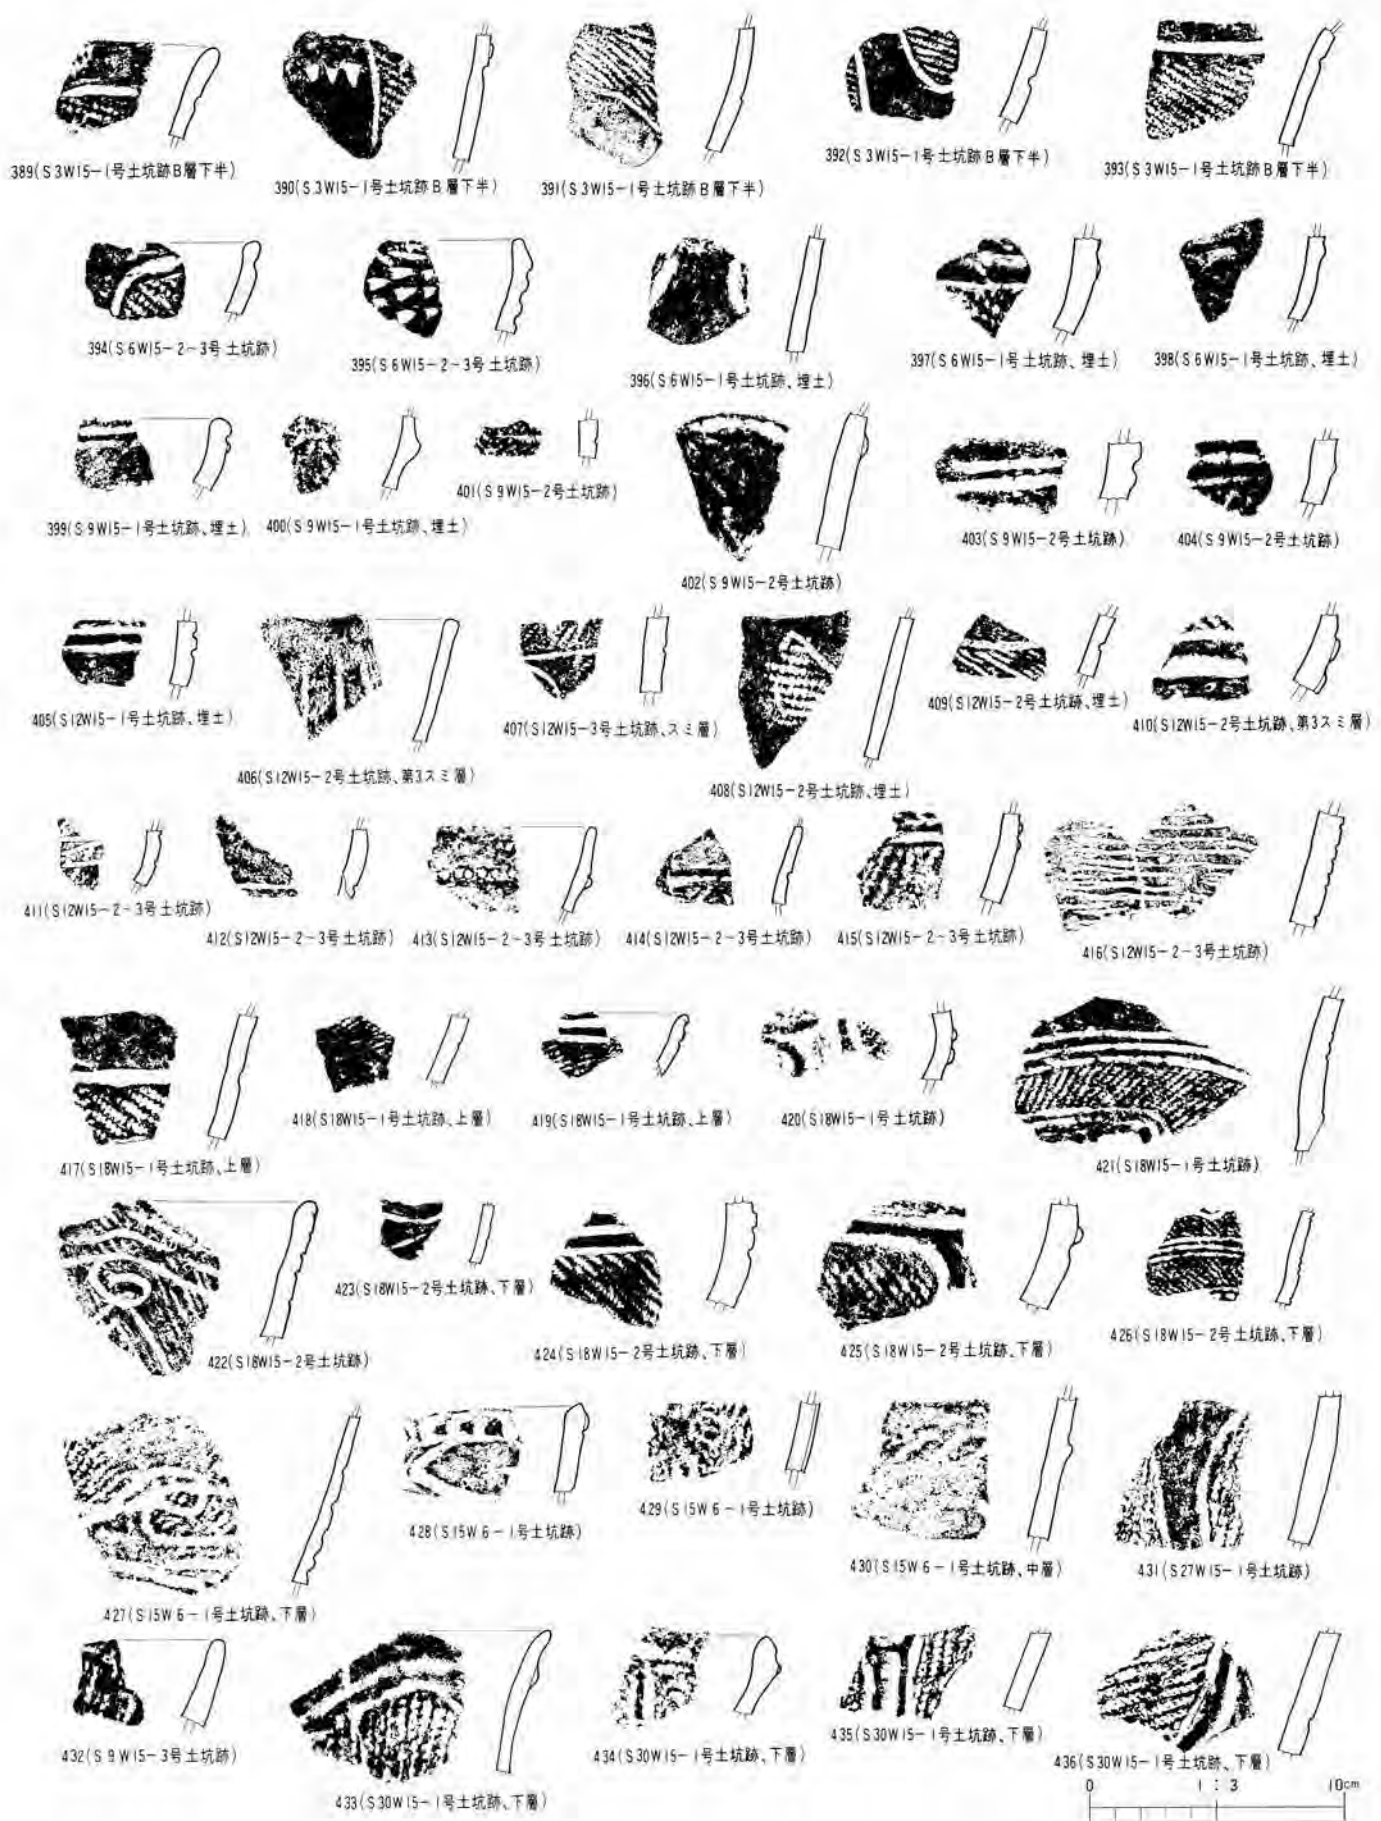 389(S3W15-1号土坑跡B層下半)
390(S3W15-1号土坑跡B層下半)
391(S3W15-1号土坑跡B層下半)
392(S3W15-1号土坑跡B層下半)
393(S3W15-1号土坑跡B層下半)
394(S6W15-2~3号土坑跡)
395(S6W15-2~3号土坑跡)
396(S6W15-1号土坑跡、埋土)
397(S6W15-1号土坑跡、埋土)
398(S6W15-1号土坑跡、埋土)
399(S9W15-1号土坑跡、埋土)
400(S9W15-1号土坑跡、埋土)
401(S9W15-2号土坑跡)
402(S9W15-2号土坑跡)
403(S9W15-2号土坑跡)
404(S9W15-2号土坑跡)
405(S12W15-1号土坑跡、埋土)
406(S12W15-2号土坑跡、第3スミ層)
407(S12W15-3号土坑跡、スミ層)
408(S12W15-2号土坑跡、埋土)
409(S12W15-2号土坑跡、埋土)
410(S12W15-2号土坑跡、第3スミ層)
411(S12W15-2~3号土坑跡)
412(S12W15-2~3号土坑跡)
413(S12W15-2~3号土坑跡)
414(S12W15-2~3号土坑跡)
415(S12W15-2~3号土坑跡)
416(S12W15-2~3号土坑跡)
417(S18W15-1号土坑跡、上層)
418(S18W15-1号土坑跡、上層)
419(S18W15-1号土坑跡、上層)
420(S18W15-1号土坑跡)
421(S18W15-1号土坑跡)
422(S18W15-2号土坑跡)
423(S18W15-2号土坑跡、下層)
424(S18W15-2号土坑跡、下層)
425(S18W15-2号土坑跡、下層)
426(S18W15-2号土坑跡、下層)
427(S15W6-1号土坑跡、下層)
428(S15W6-1号土坑跡)
429(S15W6-1号土坑跡)
430(S15W6-1号土坑跡、中層)
431(S27W15-1号土坑跡)
432(S9W15-3号土坑跡)
433(S30W15-1号土坑跡、下層)
434(S30W15-1号土坑跡、下層)
435(S30W15-1号土坑跡、下層)
436(S30W15-1号土坑跡、下層)
0 1:3 10cm